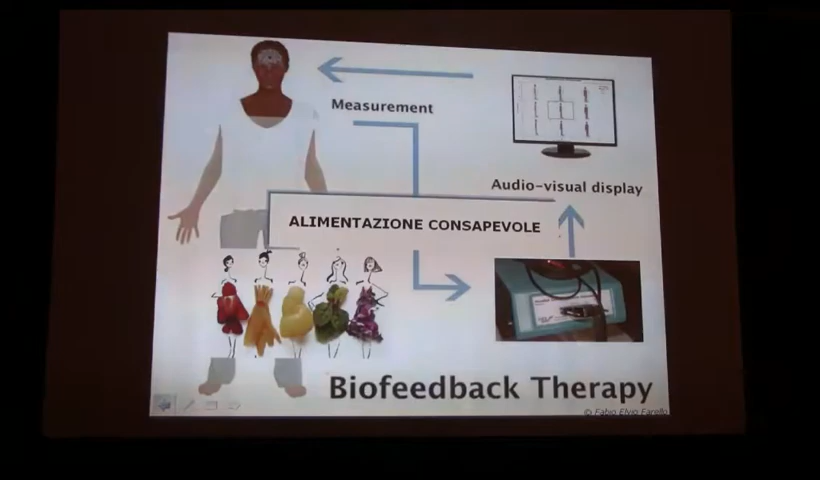 Measurement
Audio-visual display
ALIMENTAZIONE CONSAPEVOLE
Biofeedback Therapy
© Fabio Elvio Farello